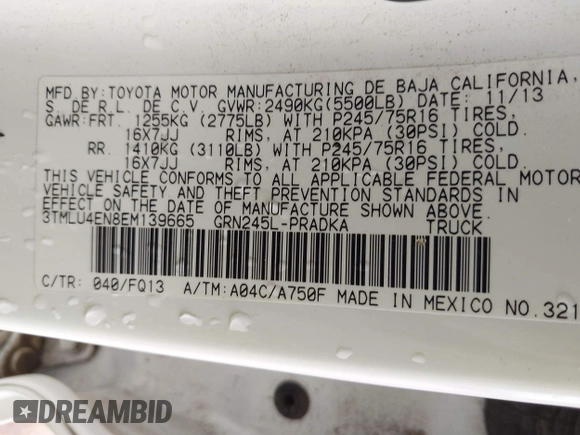 MFD. BY: TOYOTA MOTOR MANUFACTURING DE BAJA CALIFORNIA,
S. DE R.L. DE C.V. GVWR: 2490KG(5500LB) DATE: 11/13
GAWR:FRT. 1255KG (2775LB) WITH P245/75R16 TIRES,
16X7JJ RIMS, AT 210KPA (30PSI) COLD.
RR. 1410KG (3110LB) WITH P245/75R16 TIRES,
16X7JJ RIMS, AT 210KPA (30PSI) COLD.
THIS VEHICLE CONFORMS TO ALL APPLICABLE FEDERAL MOTOR
VEHICLE SAFETY AND THEFT PREVENTION STANDARDS IN
EFFECT ON THE DATE OF MANUFACTURE SHOWN ABOVE.
3TMLU4EN8EM139665 GRN245L-PRADKA TRUCK
C/TR: 040/FQ13 A/TM: A04C/A750F MADE IN MEXICO NO. 321
DREAMBID